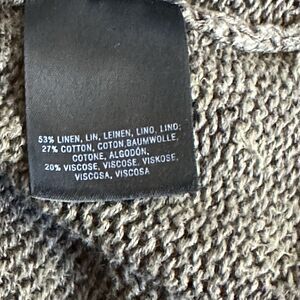 53% LINEN, LIN, LEINEN, LINO, LINO;
27% COTTON, COTON,BAUMWOLLE,
COTONE, ALGODÓN,
20% VISCOSE, VISCOSE, VISKOSE,
VISCOSA, VISCOSA